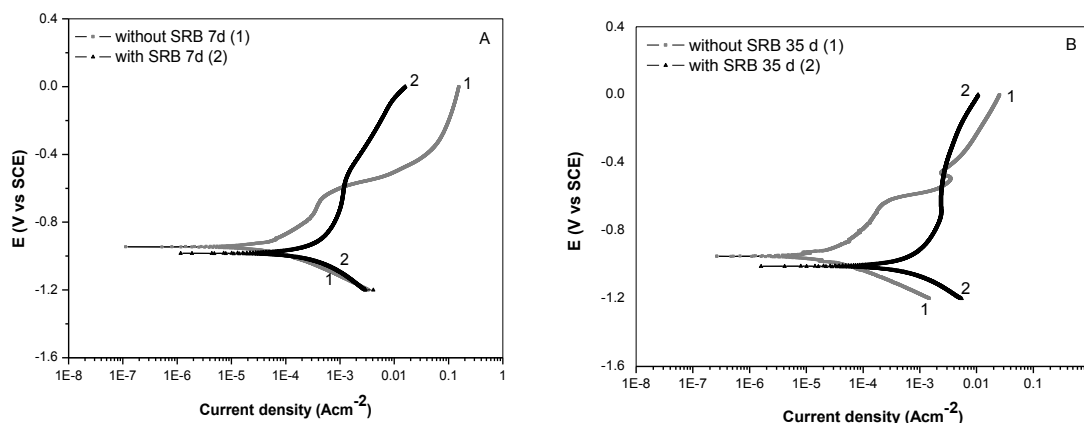 without SRB 7d (1)
with SRB 7d (2)
A
0.4
0.0
-0.4
-0.8
-1.2
-1.6
E (V vs SCE)
2
1
2
1
1E-8
1E-7
1E-6
1E-5
1E-4
1E-3
0.01
0.1
1
Current density (Acm-2)
without SRB 35 d (1)
with SRB 35 d (2)
B
0.4
0.0
-0.4
-0.8
-1.2
-1.6
E (V vs SCE)
2
1
2
1
1E-8
1E-7
1E-6
1E-5
1E-4
1E-3
0.01
0.1
Current density (Acm-2)